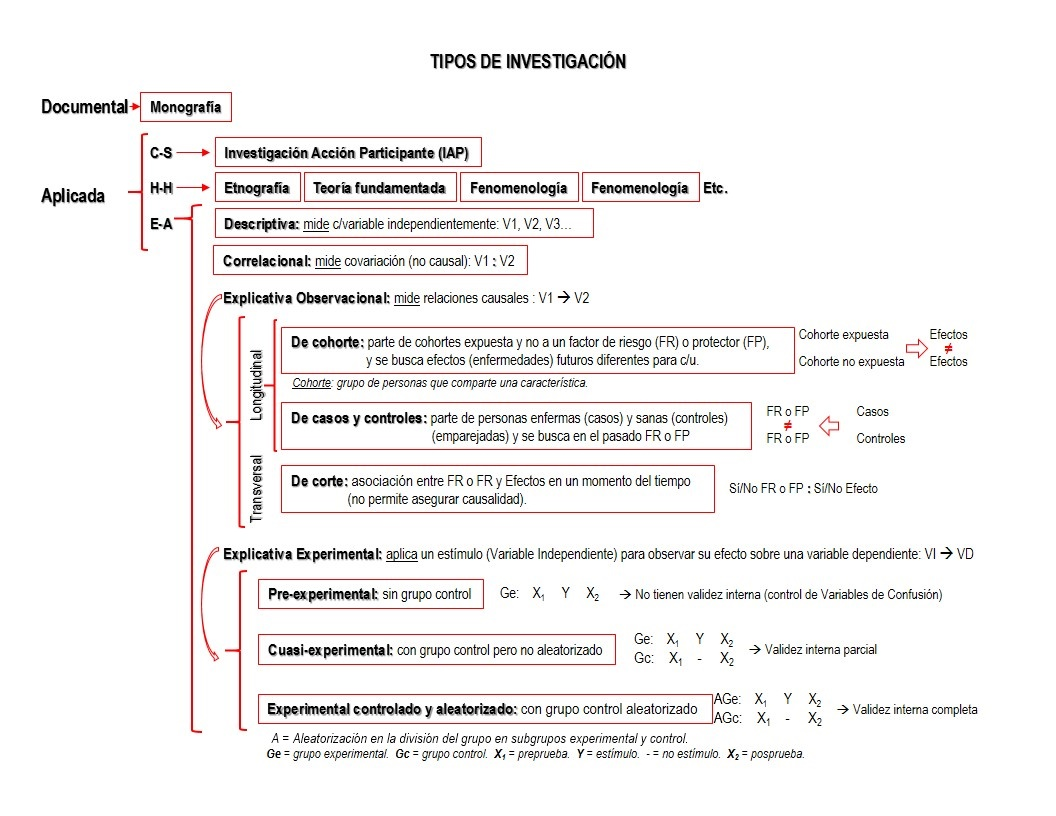 TIPOS DE INVESTIGACIÓN
Documental
Monografía
Aplicada
C-S
Investigación Acción Participante (IAP)
H-H
Etnografía
Teoría fundamentada
Fenomenología
Fenomenología
Etc.
E-A
Descriptiva: mide c/variable independientemente: V1, V2, V3...
Correlacional: mide covariación (no causal): V1 : V2
Explicativa Observacional: mide relaciones causales : V1 → V2
Longitudinal
De cohorte: parte de cohortes expuesta y no a un factor de riesgo (FR) o protector (FP),
y se busca efectos (enfermedades) futuros diferentes para c/u.
Cohorte expuesta
Cohorte no expuesta
Efectos
≠
Efectos
Cohorte: grupo de personas que comparte una característica.
De casos y controles: parte de personas enfermas (casos) y sanas (controles)
(emparejadas) y se busca en el pasado FR o FP
FR o FP
≠
FR o FP
Casos
Controles
Transversal
De corte: asociación entre FR o FR y Efectos en un momento del tiempo
(no permite asegurar causalidad).
Sí/No FR o FP : Sí/No Efecto
Explicativa Experimental: aplica un estímulo (Variable Independiente) para observar su efecto sobre una variable dependiente: VI → VD
Pre-experimental: sin grupo control
Ge: X₁ Y X₂ → No tienen validez interna (control de Variables de Confusión)
Cuasi-experimental: con grupo control pero no aleatorizado
Ge: X₁ Y X₂
Gc: X₁ - X₂
→ Validez interna parcial
Experimental controlado y aleatorizado: con grupo control aleatorizado
AGe: X₁ Y X₂
AGc: X₁ - X₂
→ Validez interna completa
A = Aleatorización en la división del grupo en subgrupos experimental y control.
Ge = grupo experimental. Gc = grupo control. X₁ = preprueba. Y = estímulo. - = no estímulo. X₂ = posprueba.